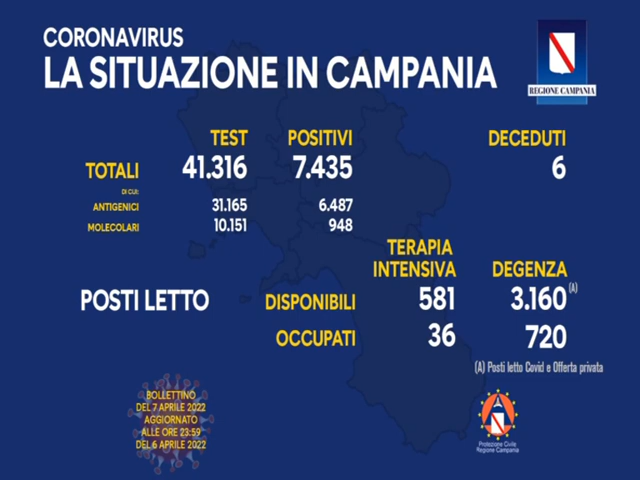 CORONAVIRUS
LA SITUAZIONE IN CAMPANIA
REGIONE CAMPANIA
TEST POSITIVI DECEDUTI
TOTALI 41.316 7.435 6
DI CUI:
ANTIGENICI 31.165 6.487
MOLECOLARI 10.151 948
TERAPIA
INTENSIVA DEGENZA
POSTI LETTO DISPONIBILI 581 3.160 (A)
OCCUPATI 36 720
(A) Posti letto Covid e Offerta privata
BOLLETTINO
DEL 7 APRILE 2022
AGGIORNATO
ALLE ORE 23:59
DEL 6 APRILE 2022
Protezione Civile
Regione Campania